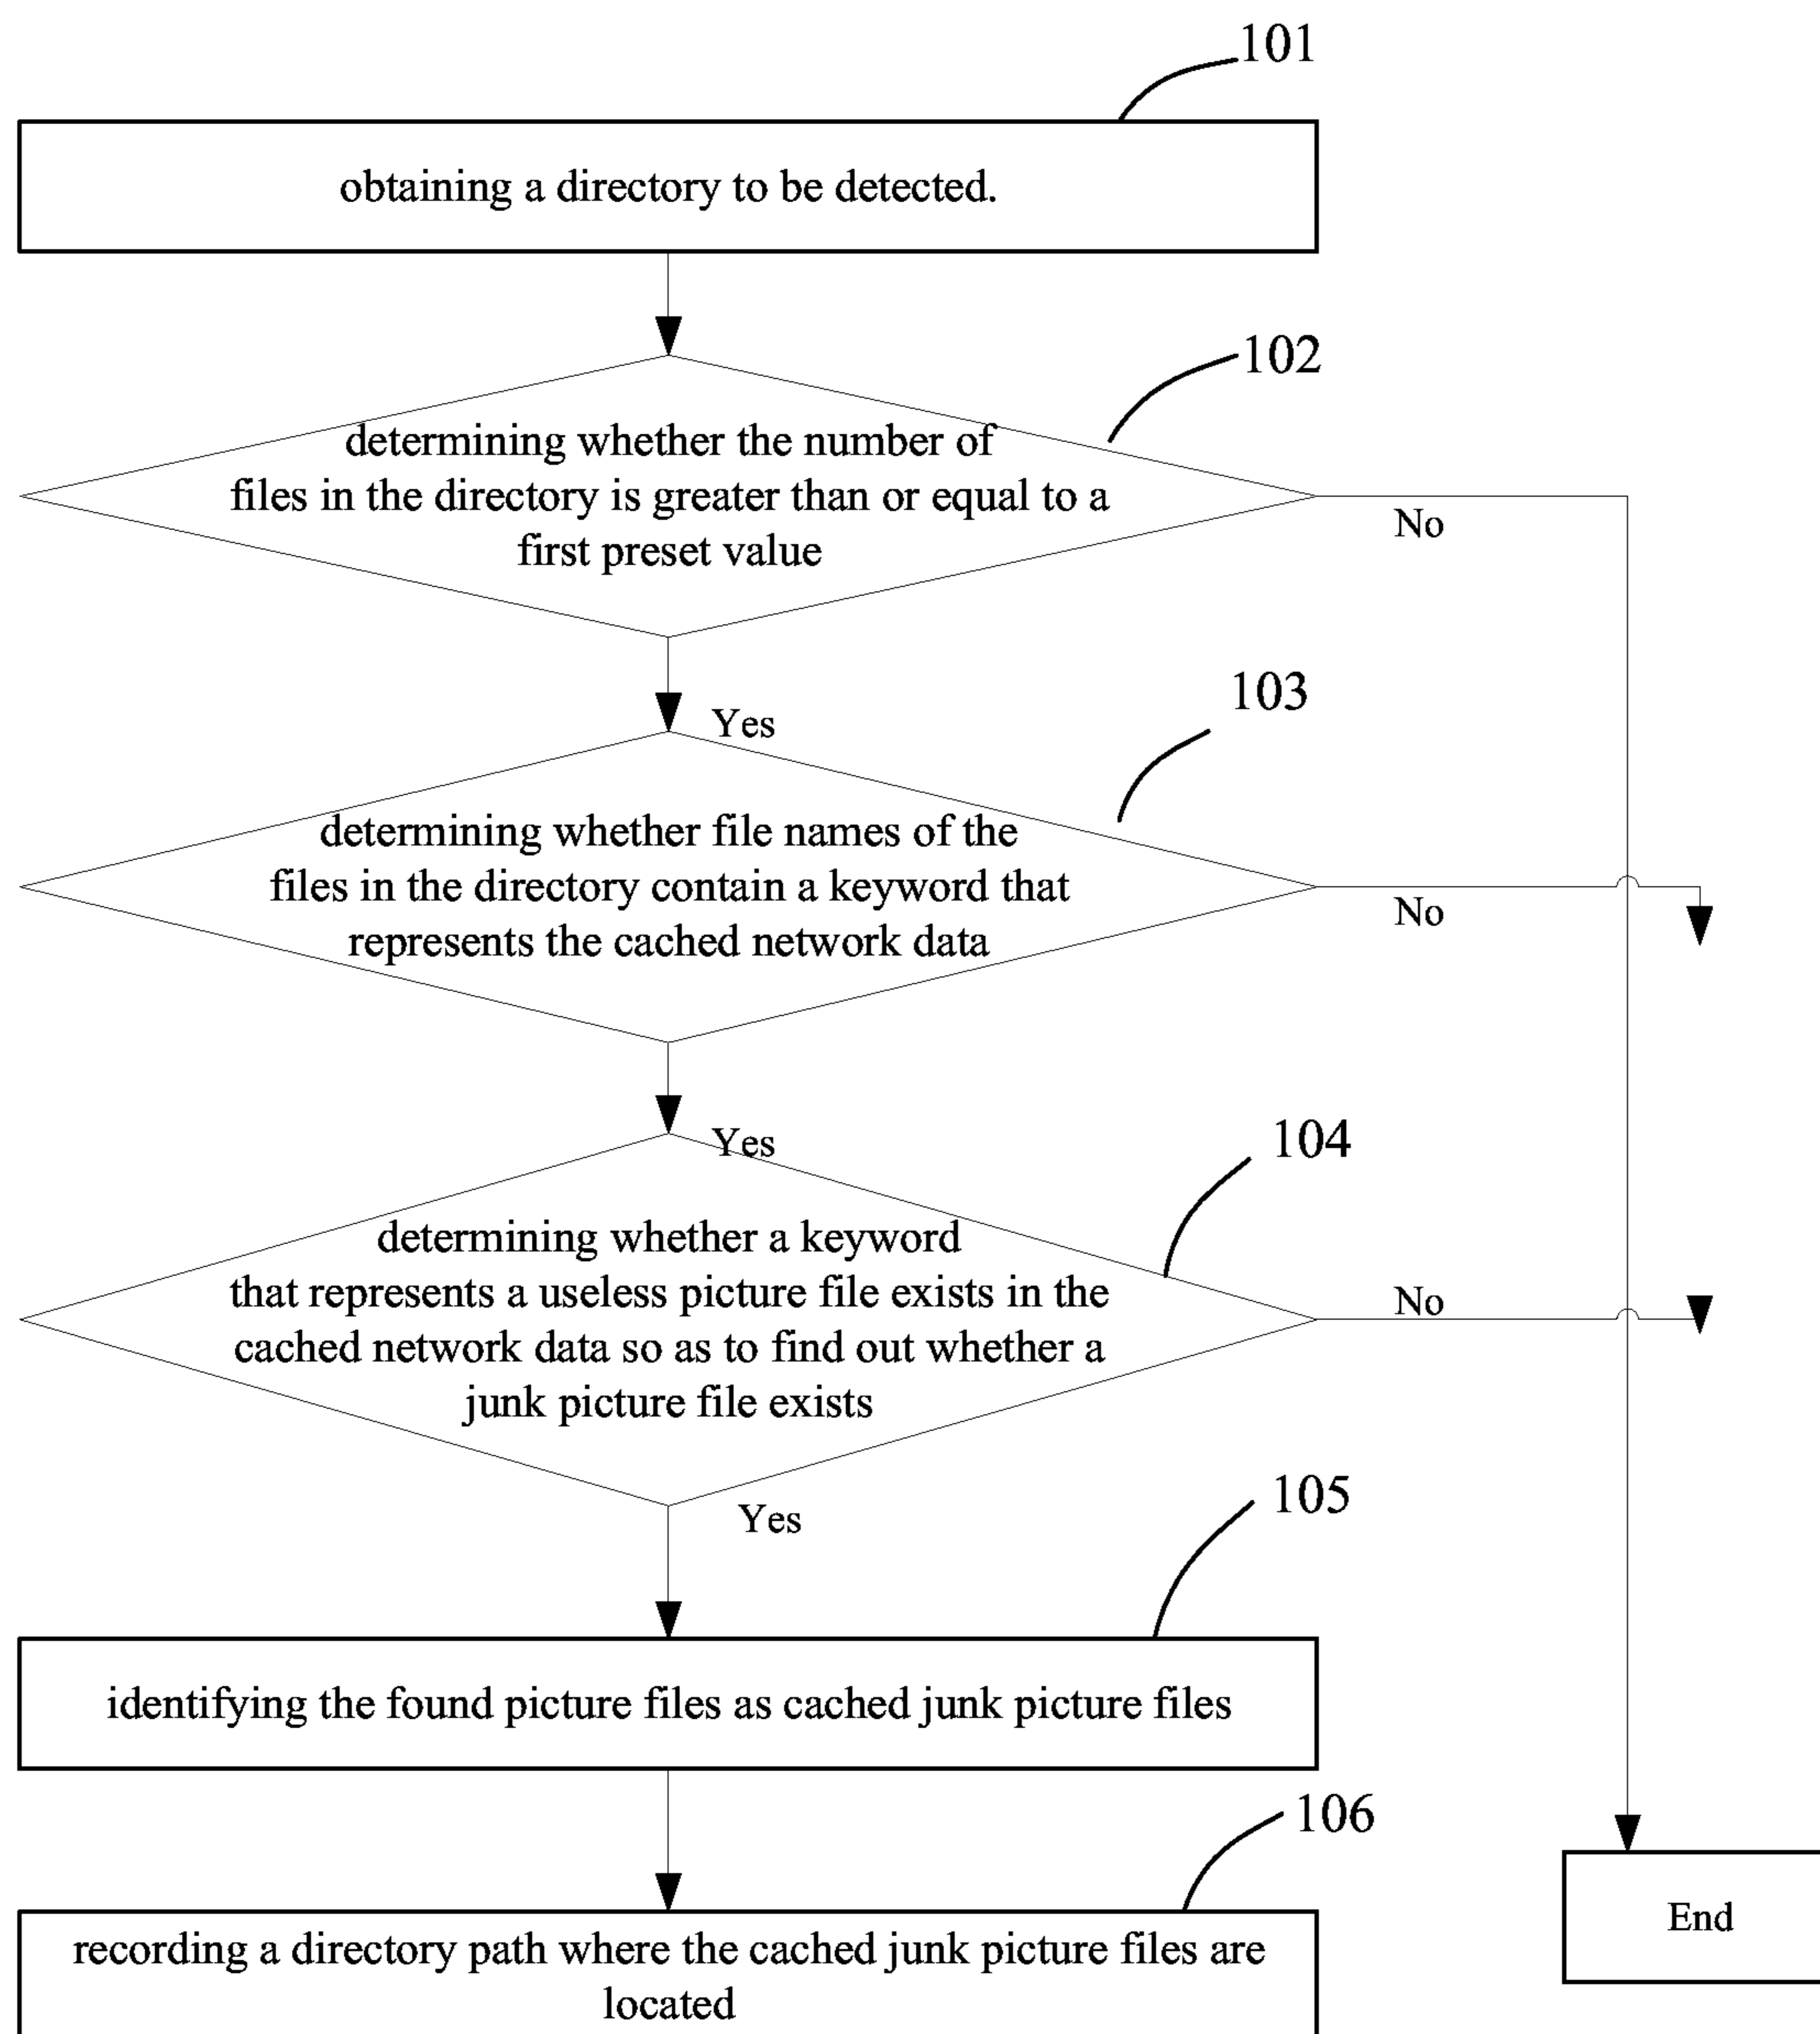 101
obtaining a directory to be detected.
102
determining whether the number of
files in the directory is greater than or equal to a
first preset value
No
Yes
103
determining whether file names of the
files in the directory contain a keyword that
represents the cached network data
No
Yes
104
determining whether a keyword
that represents a useless picture file exists in the
cached network data so as to find out whether a
junk picture file exists
No
Yes
105
identifying the found picture files as cached junk picture files
106
recording a directory path where the cached junk picture files are
located
End